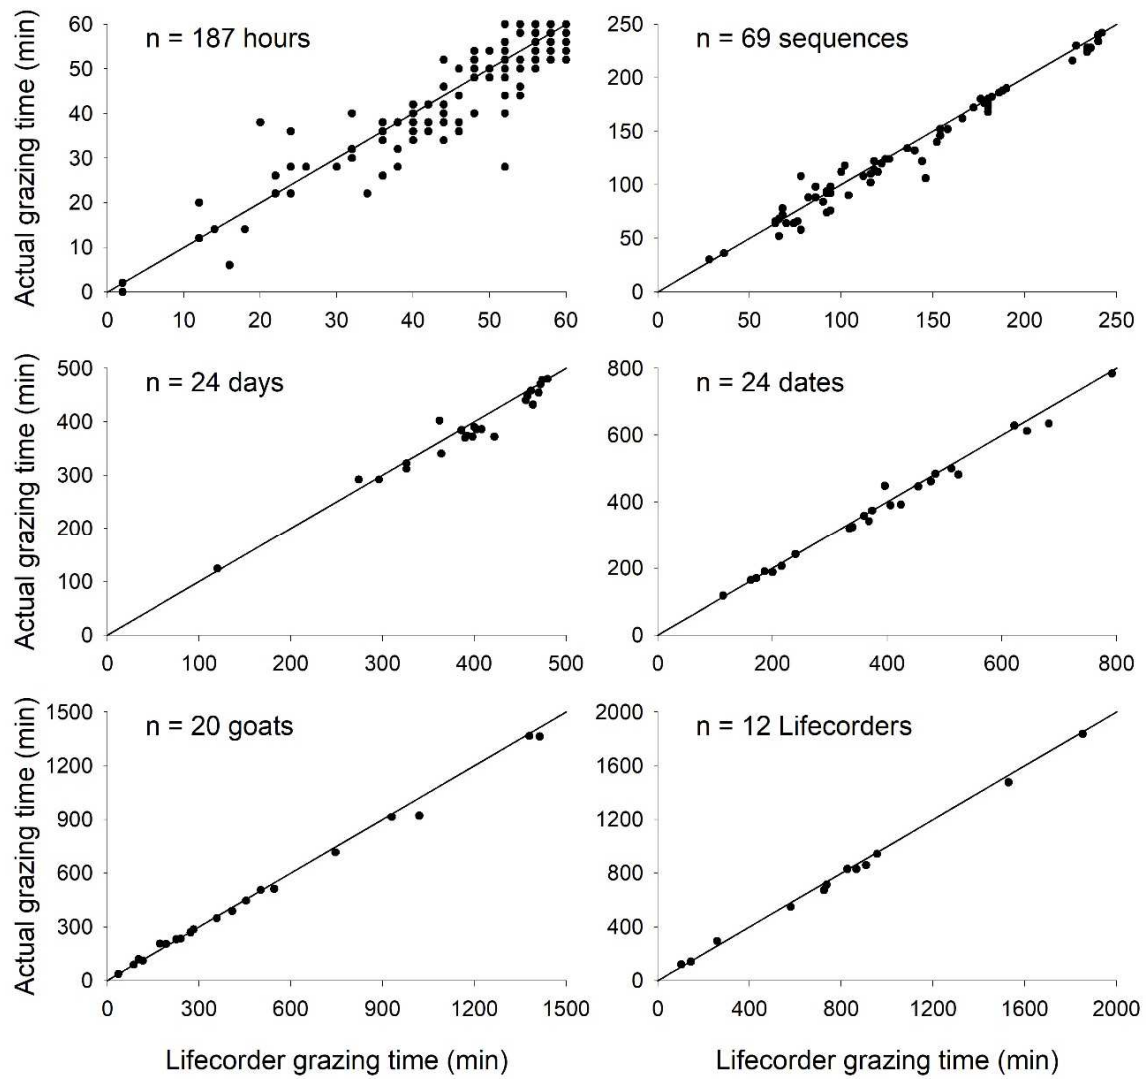 Actual grazing time (min)
60
50
40
30
20
10
0
n = 187 hours
0 10 20 30 40 50 60
250
200
150
100
50
0
n = 69 sequences
0 50 100 150 200 250
Actual grazing time (min)
500
400
300
200
100
0
n = 24 days
0 100 200 300 400 500
800
600
400
200
0
n = 24 dates
0 200 400 600 800
Actual grazing time (min)
1500
1200
900
600
300
0
n = 20 goats
0 300 600 900 1200 1500
Lifecorder grazing time (min)
2000
1600
1200
800
400
0
n = 12 Lifecorders
0 400 800 1200 1600 2000
Lifecorder grazing time (min)